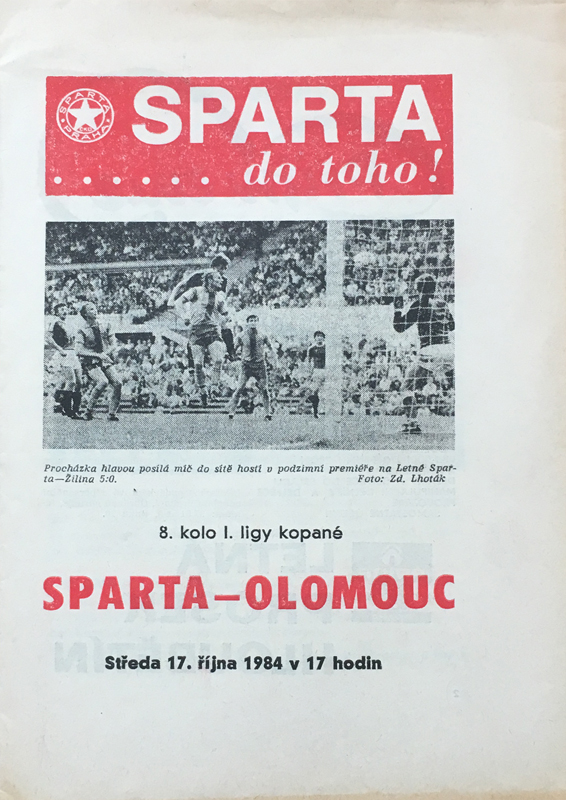 SPARTA
PRAHA
SPARTA
. . . . . . do toho!
Procházka hlavou posílá míč do sítě hostí v podzimní premiéře na Letné Spar-
ta—Žilina 5:0. Foto: Zd. Lhoták
8. kolo I. ligy kopané
SPARTA—OLOMOUC
Středa 17. října 1984 v 17 hodin
LETNÁ